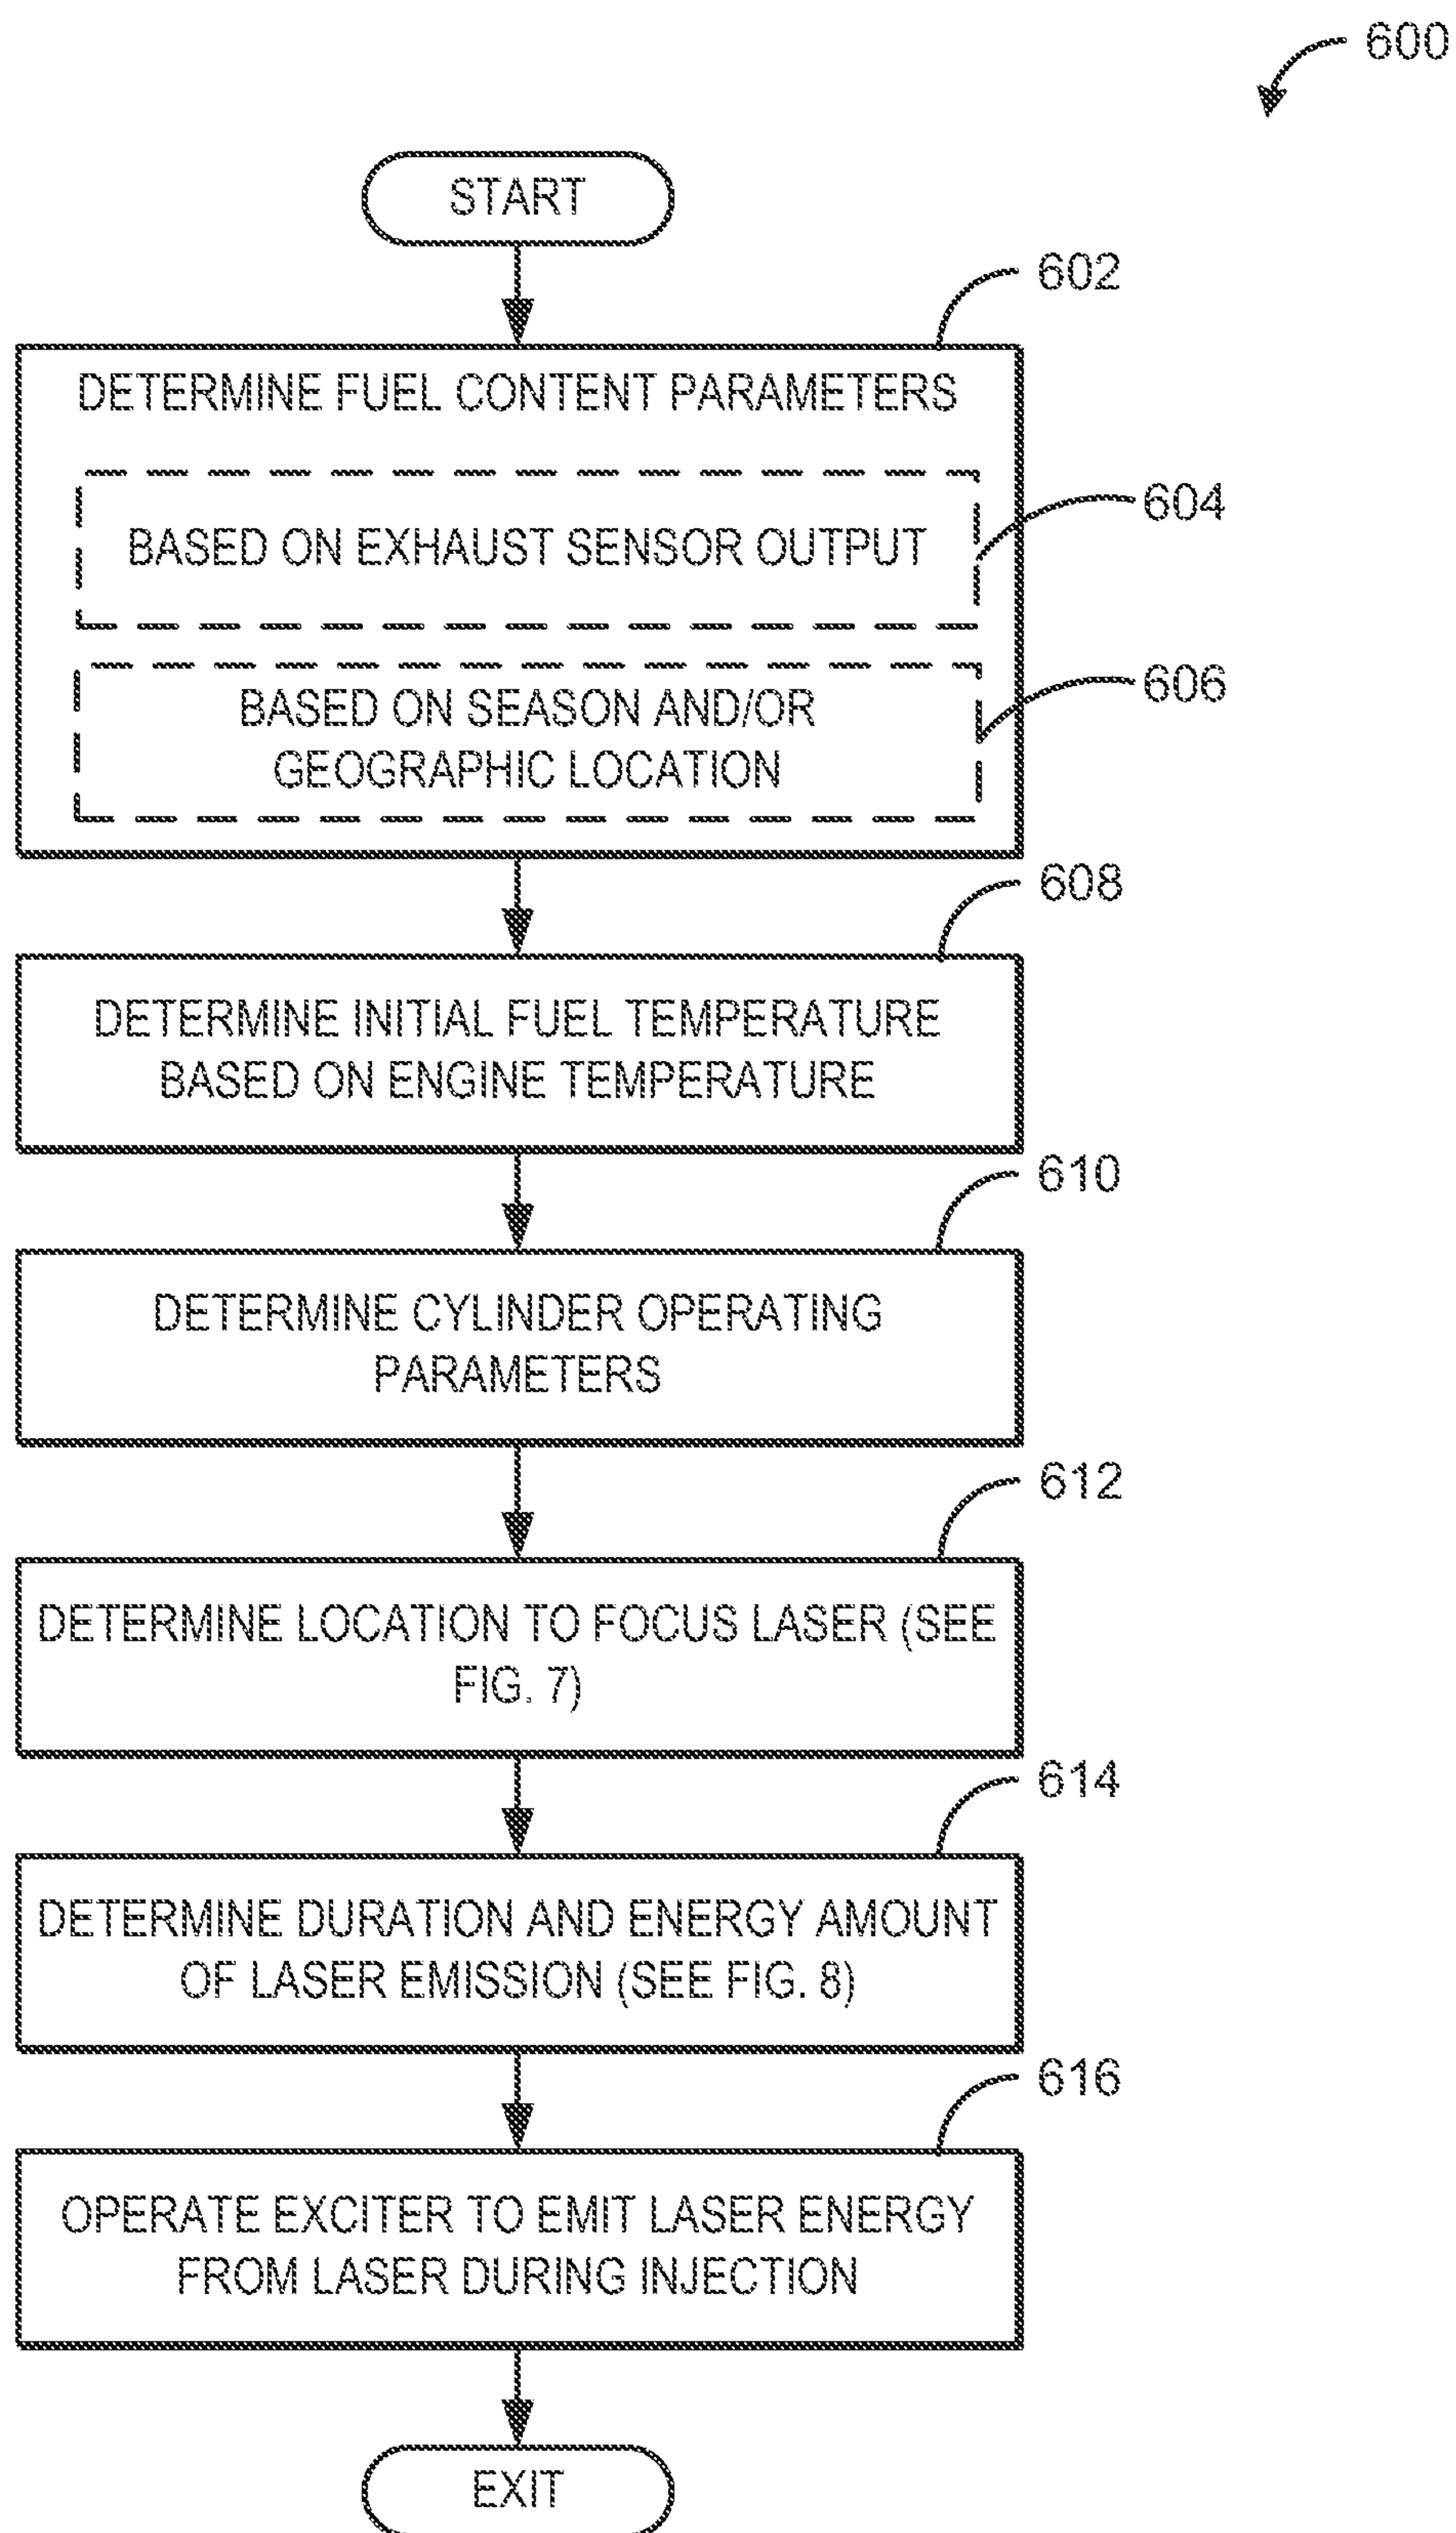 600
START
602
DETERMINE FUEL CONTENT PARAMETERS
604
BASED ON EXHAUST SENSOR OUTPUT
606
BASED ON SEASON AND/OR
GEOGRAPHIC LOCATION
608
DETERMINE INITIAL FUEL TEMPERATURE
BASED ON ENGINE TEMPERATURE
610
DETERMINE CYLINDER OPERATING
PARAMETERS
612
DETERMINE LOCATION TO FOCUS LASER (SEE
FIG. 7)
614
DETERMINE DURATION AND ENERGY AMOUNT
OF LASER EMISSION (SEE FIG. 8)
616
OPERATE EXCITER TO EMIT LASER ENERGY
FROM LASER DURING INJECTION
EXIT